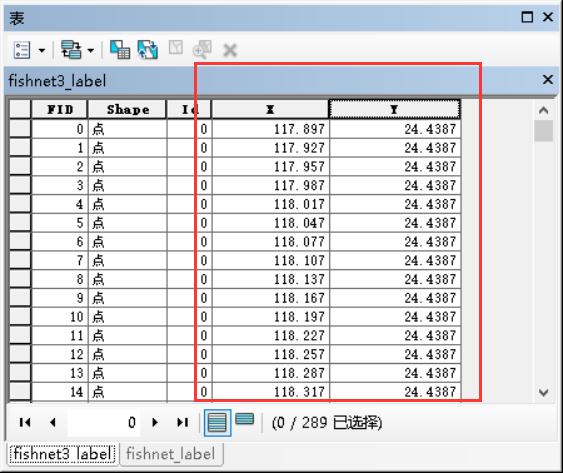 表
fishnet3_label
FID Shape Id X Y
0 点 0 117.897 24.4387
1 点 0 117.927 24.4387
2 点 0 117.957 24.4387
3 点 0 117.987 24.4387
4 点 0 118.017 24.4387
5 点 0 118.047 24.4387
6 点 0 118.077 24.4387
7 点 0 118.107 24.4387
8 点 0 118.137 24.4387
9 点 0 118.167 24.4387
10 点 0 118.197 24.4387
11 点 0 118.227 24.4387
12 点 0 118.257 24.4387
13 点 0 118.287 24.4387
14 点 0 118.317 24.4387
0 (0 / 289 已选择)
fishnet3_label fishnet_label